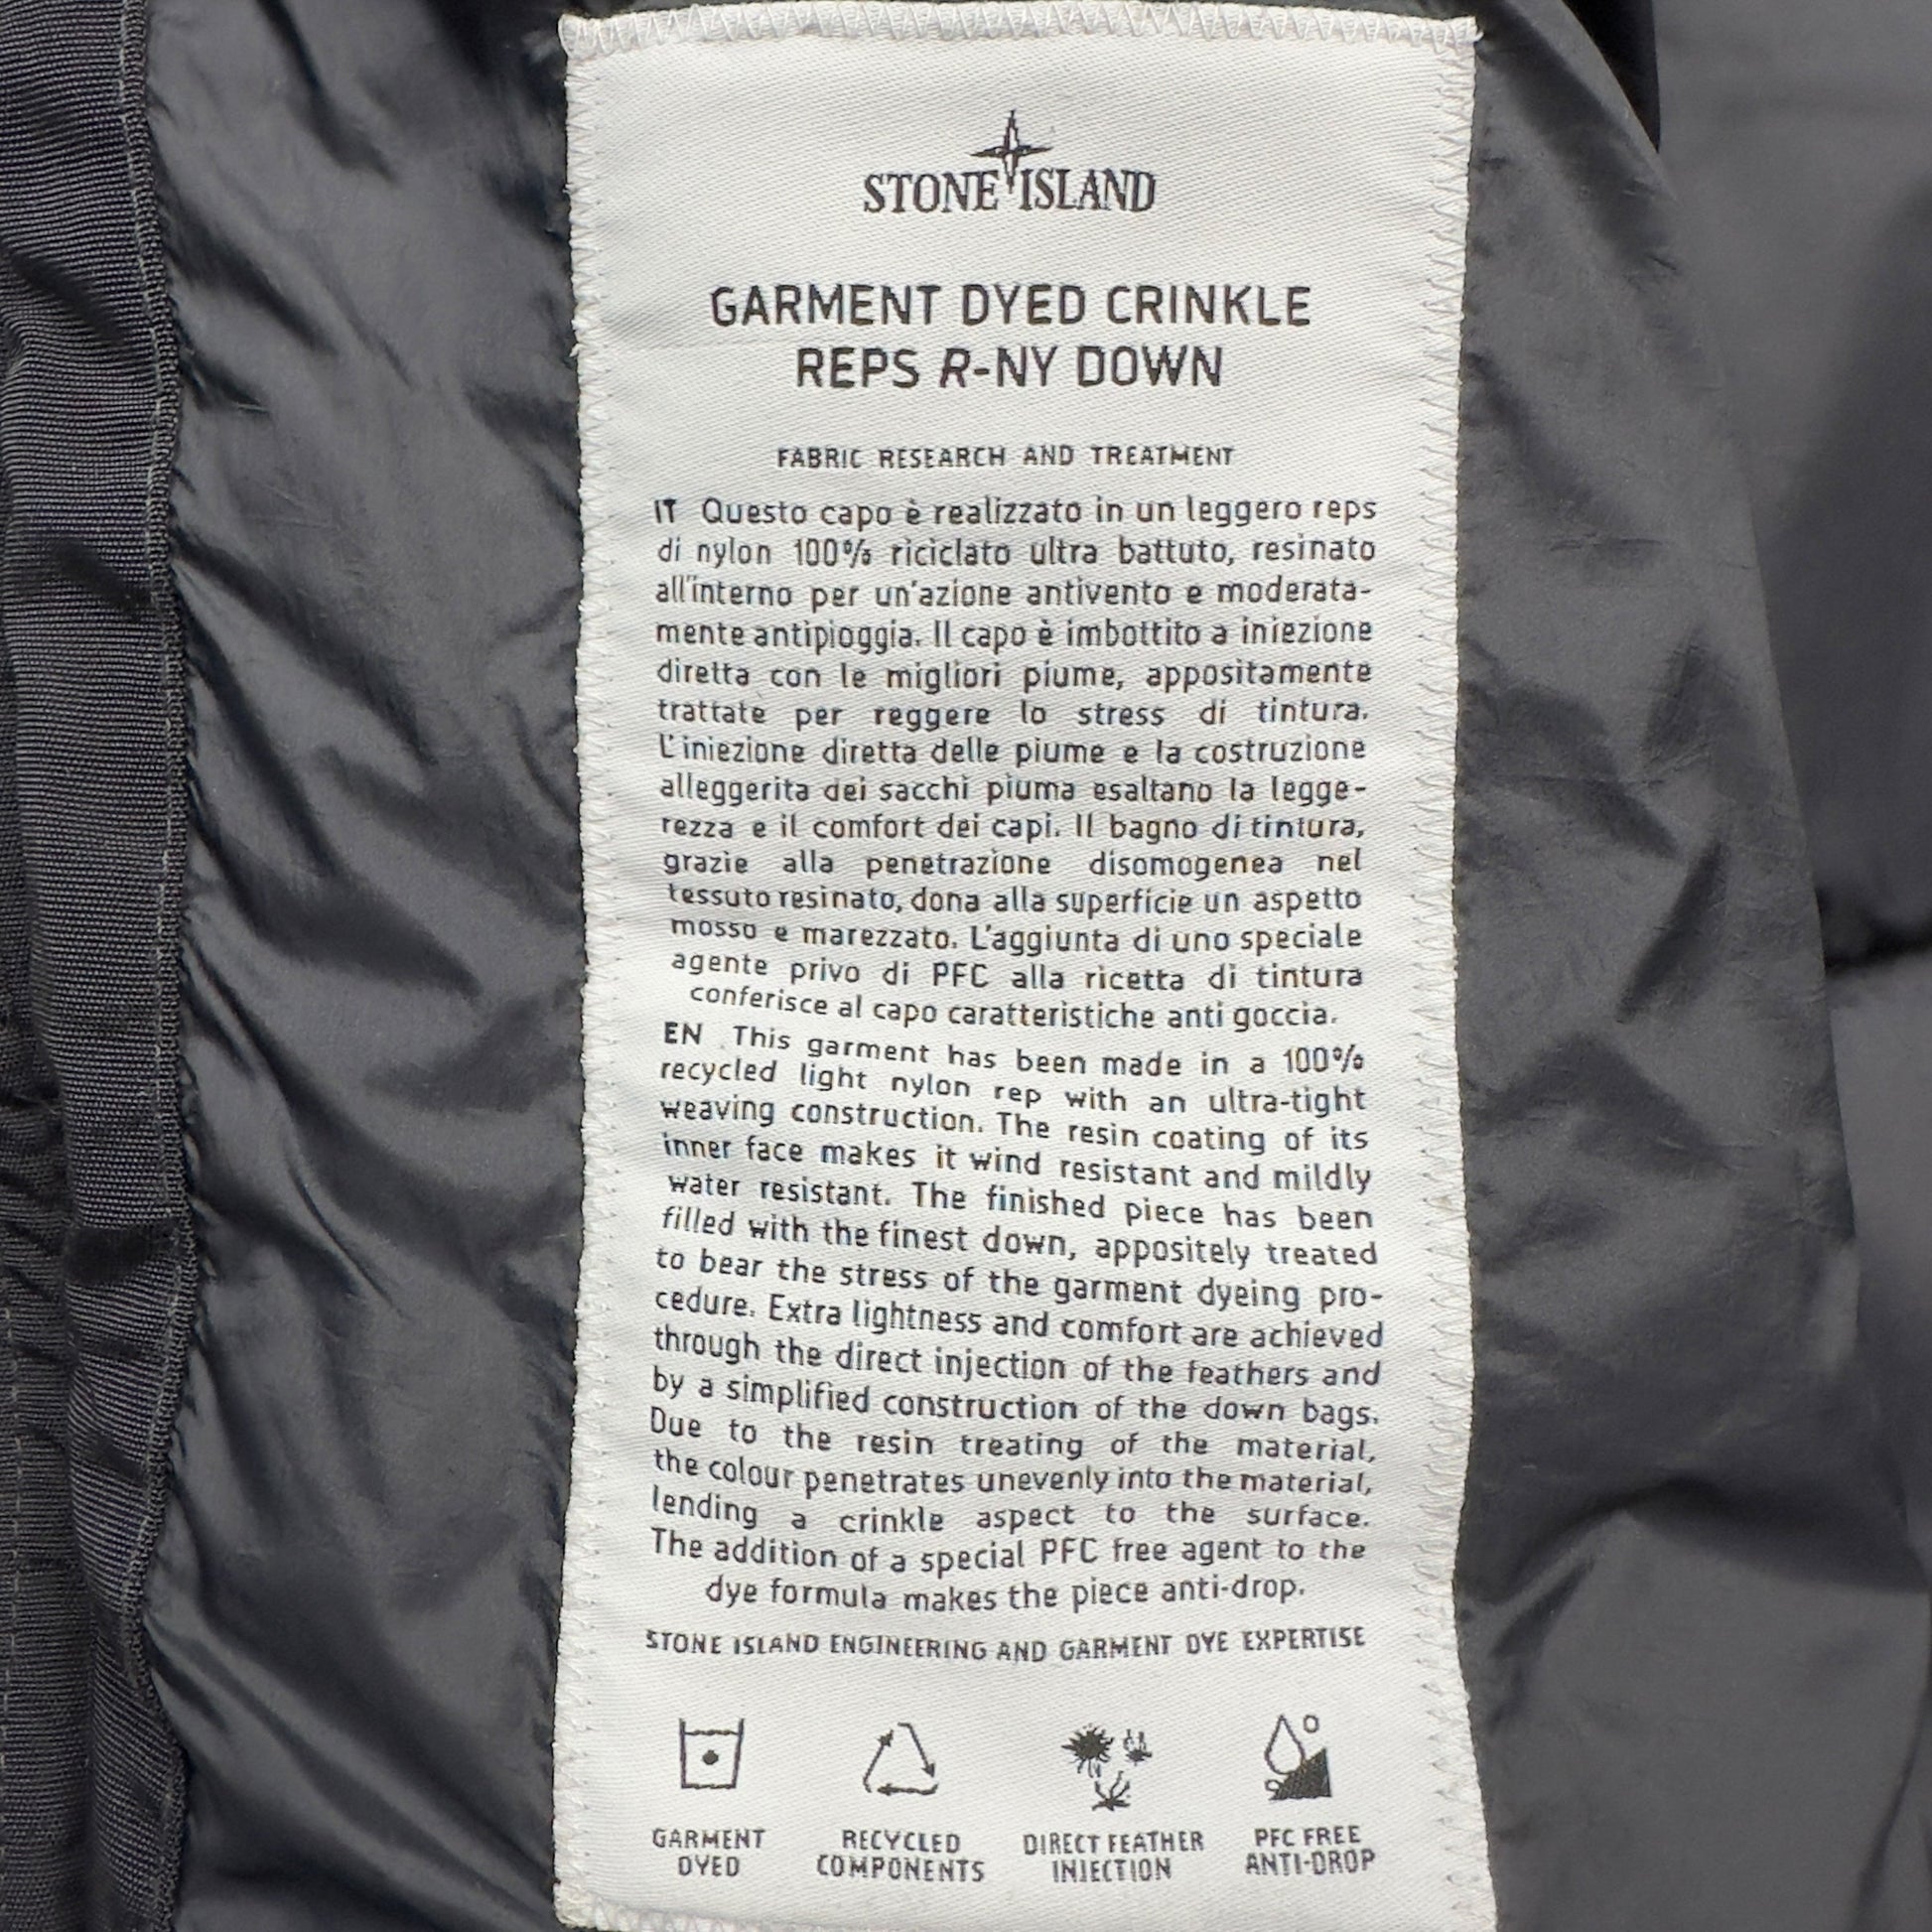 STONE ISLAND
GARMENT DYED CRINKLE
REPS R-NY DOWN
FABRIC RESEARCH AND TREATMENT
IT Questo capo è realizzato in un leggero reps
di nylon 100% riciclato ultra battuto, resinato
all'interno per un'azione antivento e moderata-
mente antipioggia. Il capo è imbottito a iniezione
diretta con le migliori piume, appositamente
trattate per reggere lo stress di tintura.
L'iniezione diretta delle piume e la costruzione
alleggerita dei sacchi piuma esaltano la legge-
rezza e il comfort dei capi. Il bagno di tintura,
grazie alla penetrazione disomogenea nel
tessuto resinato, dona alla superficie un aspetto
mosso e marezzato. L'aggiunta di uno speciale
agente privo di PFC alla ricetta di tintura
conferisce al capo caratteristiche anti goccia.
EN This garment has been made in a 100%
recycled light nylon rep with an ultra-tight
weaving construction. The resin coating of its
inner face makes it wind resistant and mildly
water resistant. The finished piece has been
filled with the finest down, appositely treated
to bear the stress of the garment dyeing pro-
cedure. Extra lightness and comfort are achieved
through the direct injection of the feathers and
by a simplified construction of the down bags.
Due to the resin treating of the material,
the colour penetrates unevenly into the material,
lending a crinkle aspect to the surface.
The addition of a special PFC free agent to the
dye formula makes the piece anti-drop.
STONE ISLAND ENGINEERING AND GARMENT DYE EXPERTISE
GARMENT
DYED
RECYCLED
COMPONENTS
DIRECT FEATHER
INJECTION
PFC FREE
ANTI-DROP